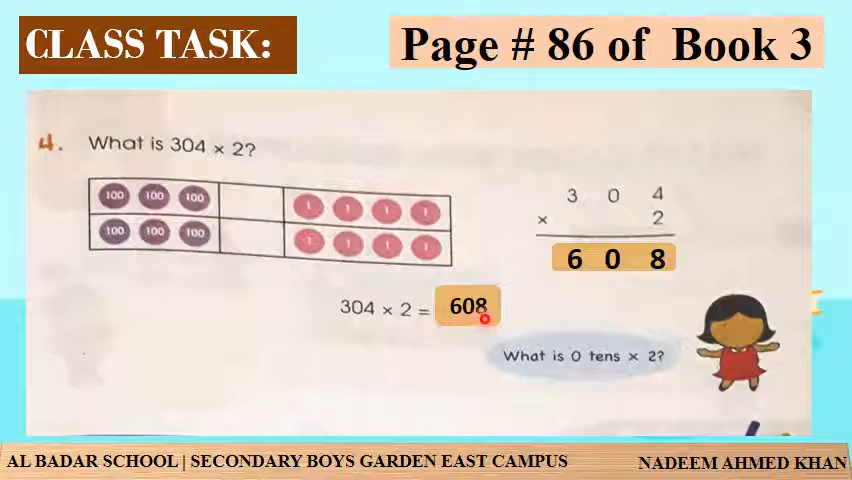 CLASS TASK:
Page # 86 of Book 3
4. What is 304 × 2?
100 100 100 1 1 1 1
100 100 100 1 1 1 1
3 0 4
× 2
6 0 8
304 × 2 = 608
What is 0 tens × 2?
AL BADAR SCHOOL | SECONDARY BOYS GARDEN EAST CAMPUS
NADEEM AHMED KHAN